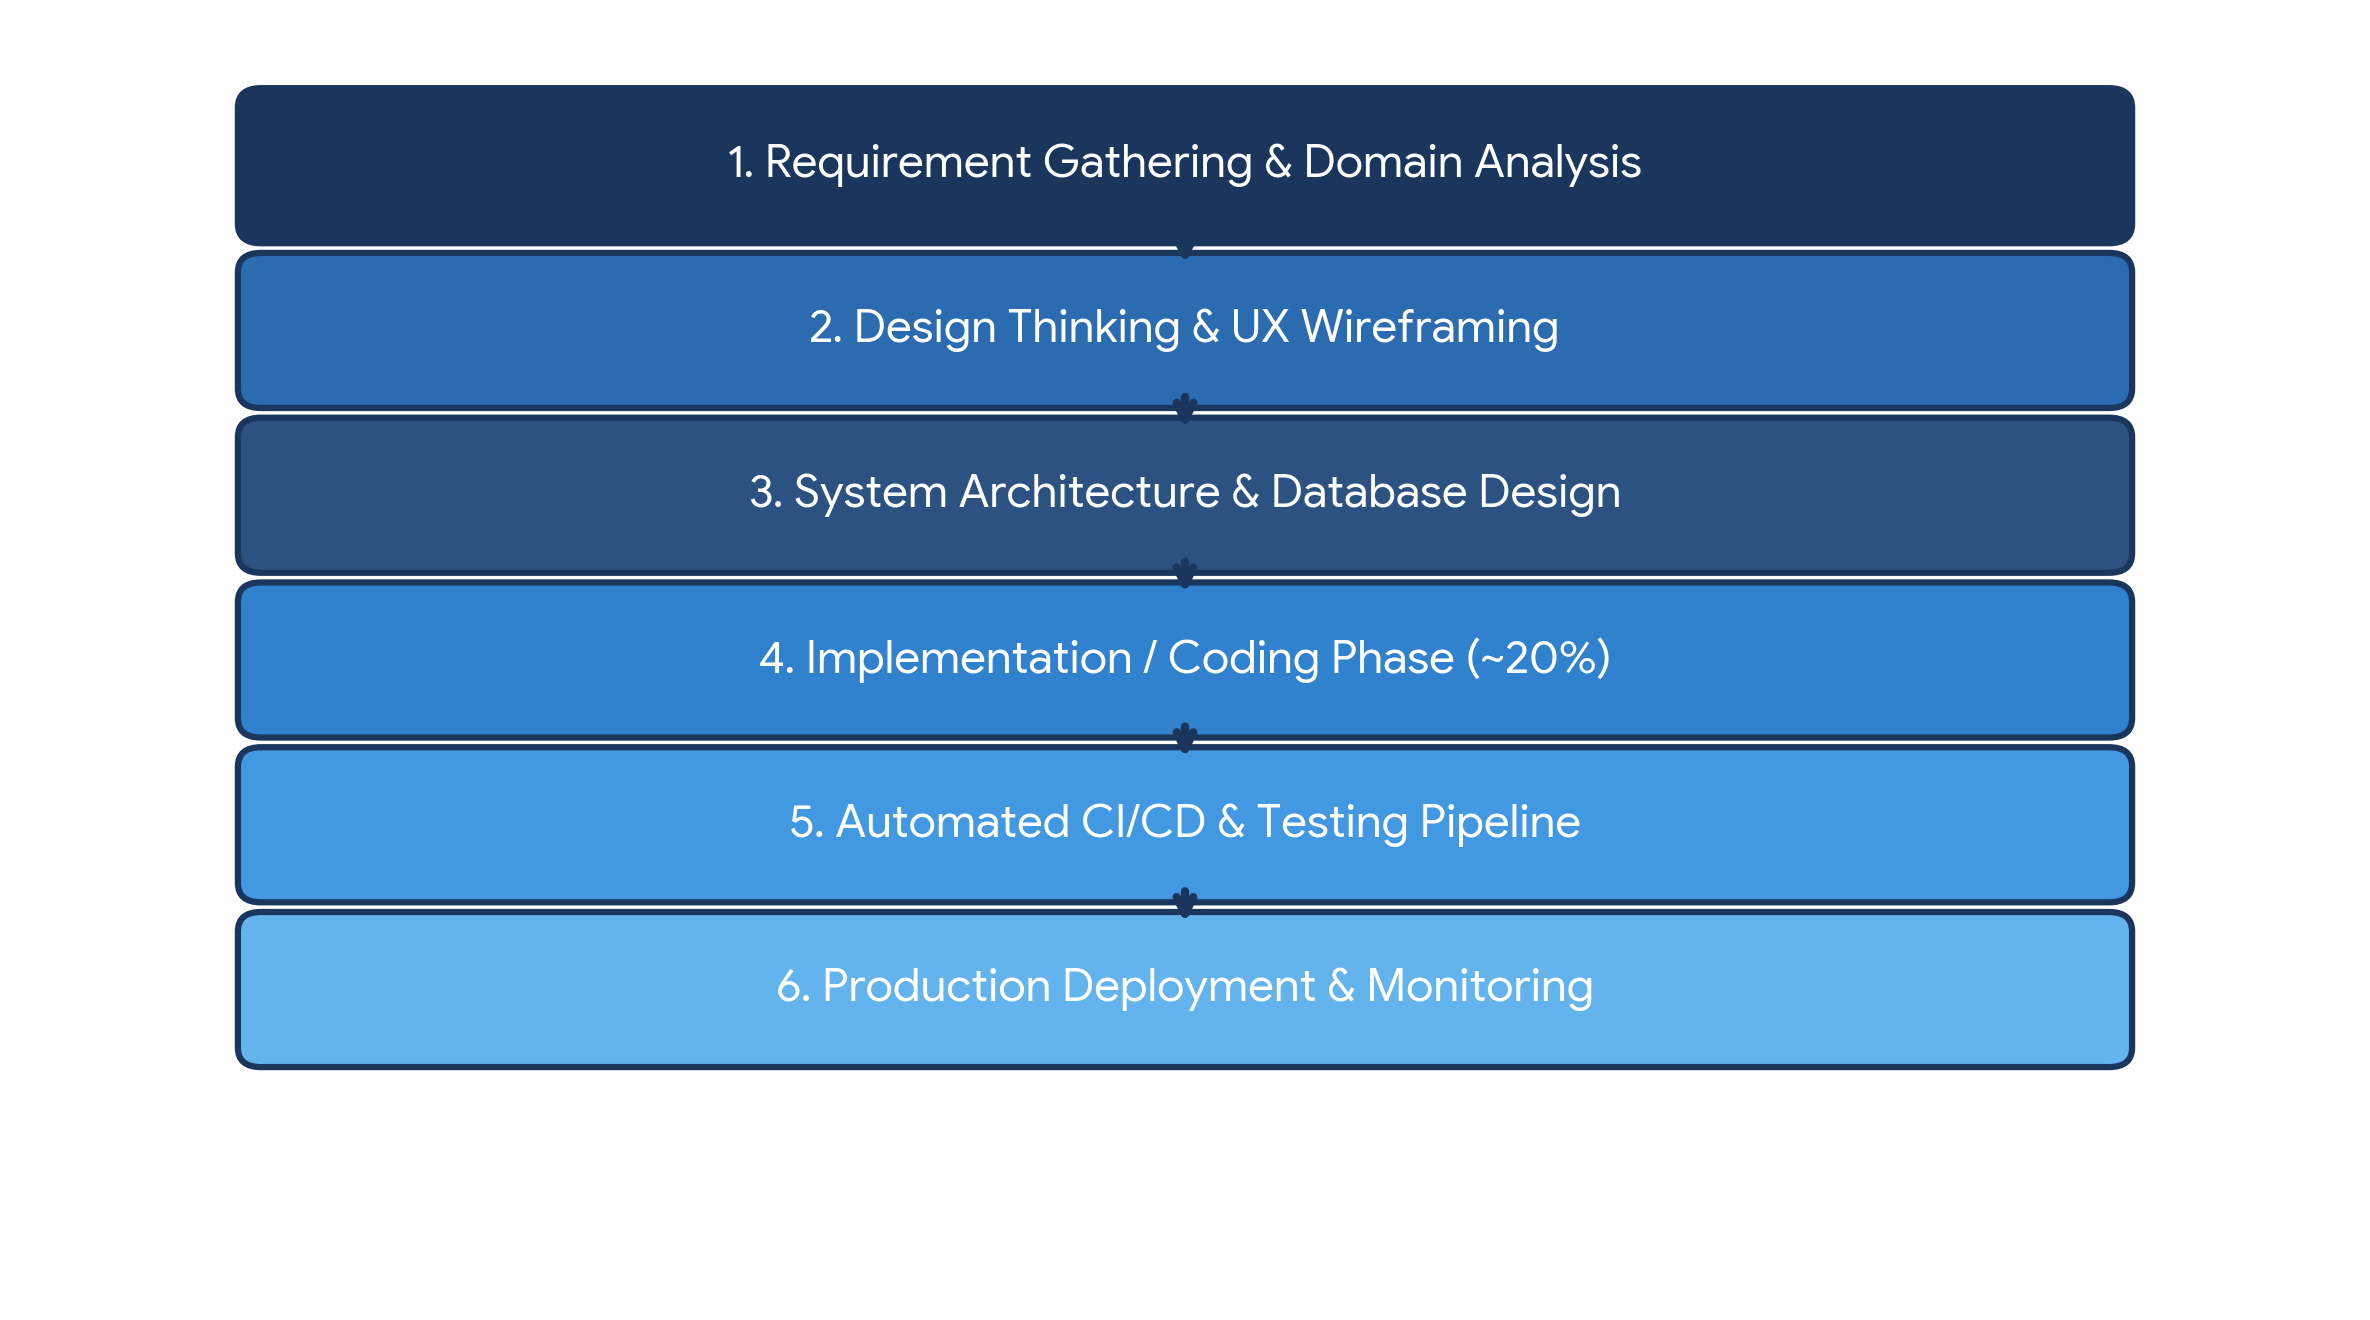 1. Requirement Gathering & Domain Analysis
2. Design Thinking & UX Wireframing
3. System Architecture & Database Design
4. Implementation / Coding Phase (~20%)
5. Automated CI/CD & Testing Pipeline
6. Production Deployment & Monitoring